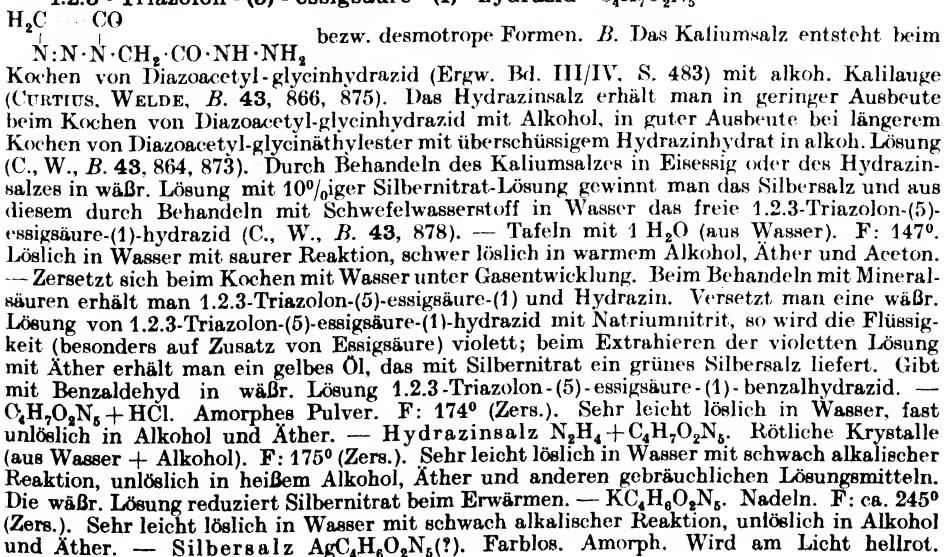 1.2.3-Triazolon-(5)-essigsäure-(1)-hydrazid C₄H₇O₂N₅
H₂C CO
N:N·N·CH₂·CO·NH·NH₂ bezw. desmotrope Formen. B. Das Kaliumsalz entsteht beim
Kochen von Diazoacetyl-glycinhydrazid (Ergw. Bd. III/IV, S. 483) mit alkoh. Kalilauge
(CURTIUS, WELDE, B. 43, 866, 875). Das Hydrazinsalz erhält man in geringer Ausbeute
beim Kochen von Diazoacetyl-glycinhydrazid mit Alkohol, in guter Ausbeute bei längerem
Kochen von Diazoacetyl-glycinäthylester mit überschüssigem Hydrazinhydrat in alkoh. Lösung
(C., W., B. 43, 864, 873). Durch Behandeln des Kaliumsalzes in Eisessig oder des Hydrazin-
salzes in wäßr. Lösung mit 10%iger Silbernitrat-Lösung gewinnt man das Silbersalz und aus
diesem durch Behandeln mit Schwefelwasserstoff in Wasser das freie 1.2.3-Triazolon-(5)-
essigsäure-(1)-hydrazid (C., W., B. 43, 878). — Tafeln mit 1 H₂O (aus Wasser). F: 147⁰.
Löslich in Wasser mit saurer Reaktion, schwer löslich in warmem Alkohol, Äther und Aceton.
— Zersetzt sich beim Kochen mit Wasser unter Gasentwicklung. Beim Behandeln mit Mineral-
säuren erhält man 1.2.3-Triazolon-(5)-essigsäure-(1) und Hydrazin. Versetzt man eine wäßr.
Lösung von 1.2.3-Triazolon-(5)-essigsäure-(1)-hydrazid mit Natriumnitrit, so wird die Flüssig-
keit (besonders auf Zusatz von Essigsäure) violett; beim Extrahieren der violetten Lösung
mit Äther erhält man ein gelbes Öl, das mit Silbernitrat ein grünes Silbersalz liefert. Gibt
mit Benzaldehyd in wäßr. Lösung 1.2.3-Triazolon-(5)-essigsäure-(1)-benzalhydrazid. —
C₄H₇O₂N₅+HCl. Amorphes Pulver. F: 174⁰ (Zers.). Sehr leicht löslich in Wasser, fast
unlöslich in Alkohol und Äther. — Hydrazinsalz N₂H₄+C₄H₇O₂N₅. Rötliche Krystalle
(aus Wasser + Alkohol). F: 175⁰ (Zers.). Sehr leicht löslich in Wasser mit schwach alkalischer
Reaktion, unlöslich in heißem Alkohol, Äther und anderen gebräuchlichen Lösungsmitteln.
Die wäßr. Lösung reduziert Silbernitrat beim Erwärmen. — KC₄H₆O₂N₅. Nadeln. F: ca. 245⁰
(Zers.). Sehr leicht löslich in Wasser mit schwach alkalischer Reaktion, unlöslich in Alkohol
und Äther. — Silbersalz AgC₄H₆O₂N₅(?). Farblos. Amorph. Wird am Licht hellrot.